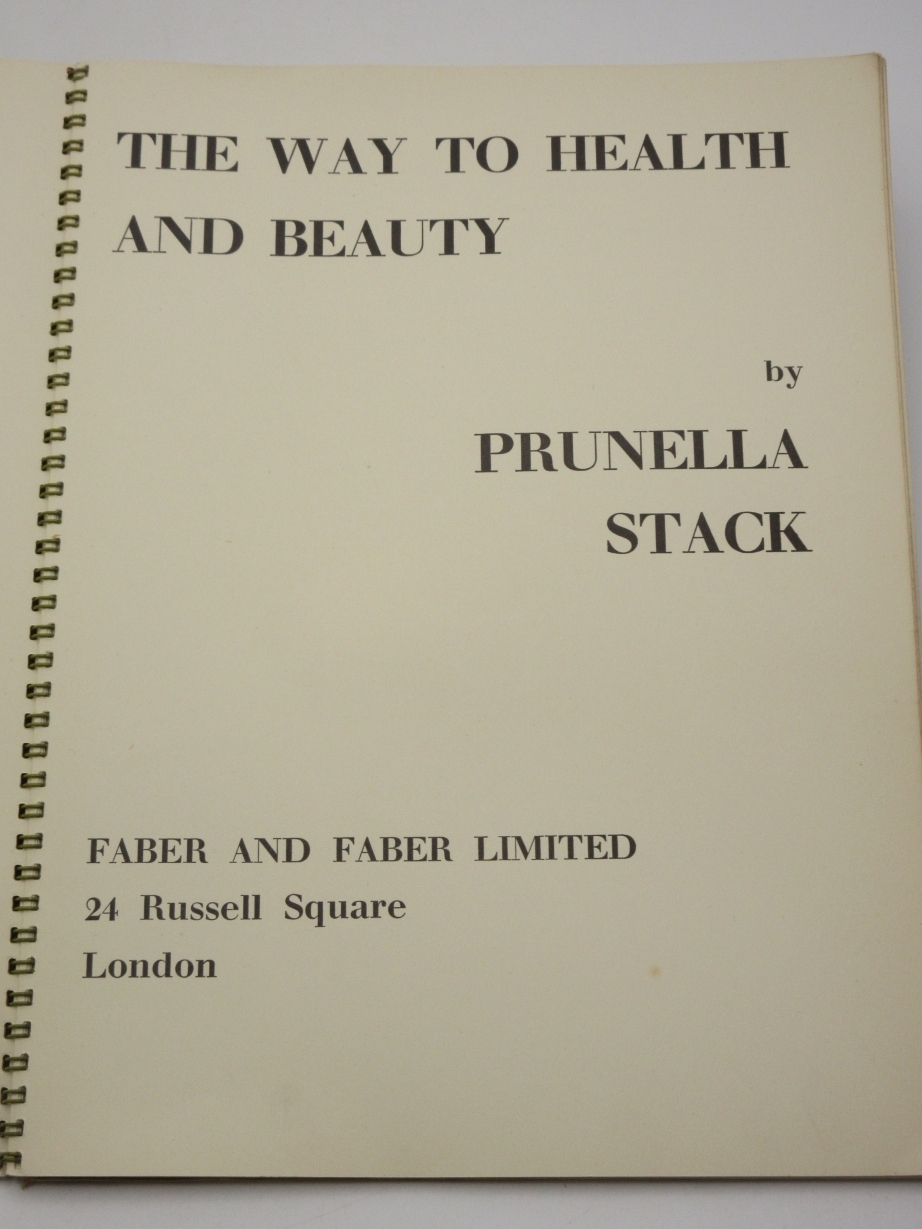 THE WAY TO HEALTH
AND BEAUTY
by
PRUNELLA
STACK
FABER AND FABER LIMITED
24 Russell Square
London